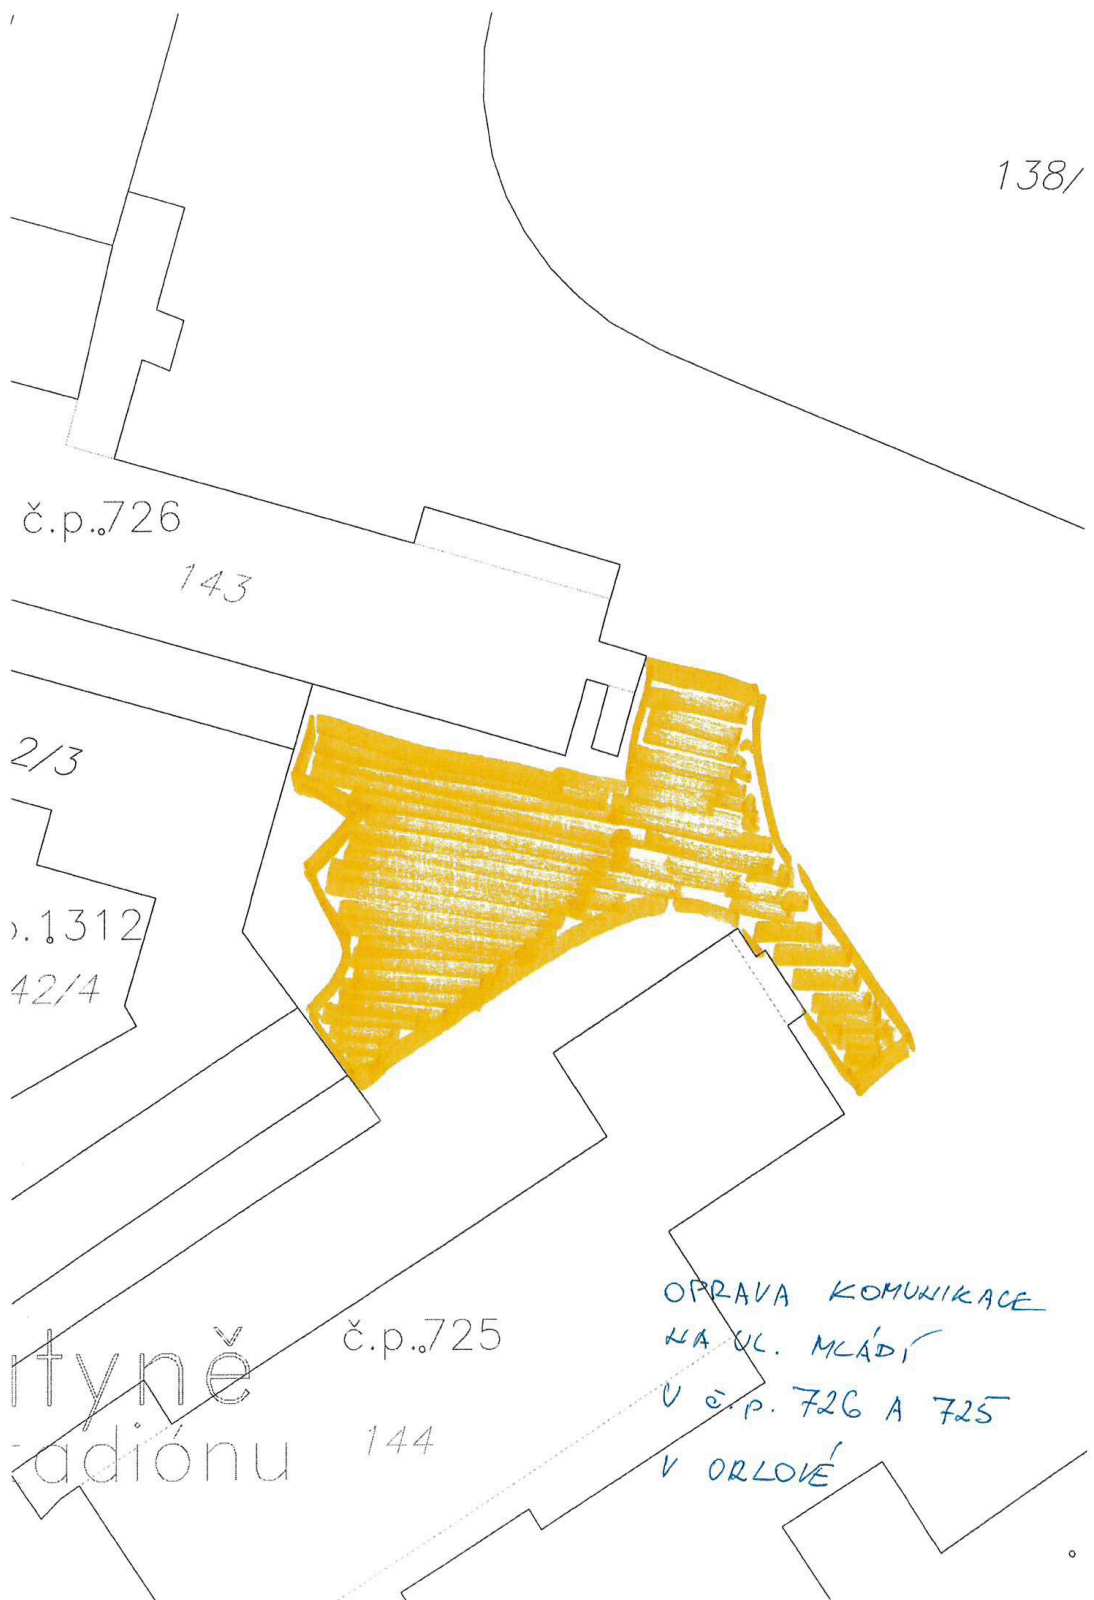 138/
č.p. 726
143
2/3
.1312
42/4
č.p. 725
rtyně
adiónu
144
OPRAVA KOMUNIKACE
NA UL. MLÁDÍ
U č.p. 726 A 725
V ORLOVÉ